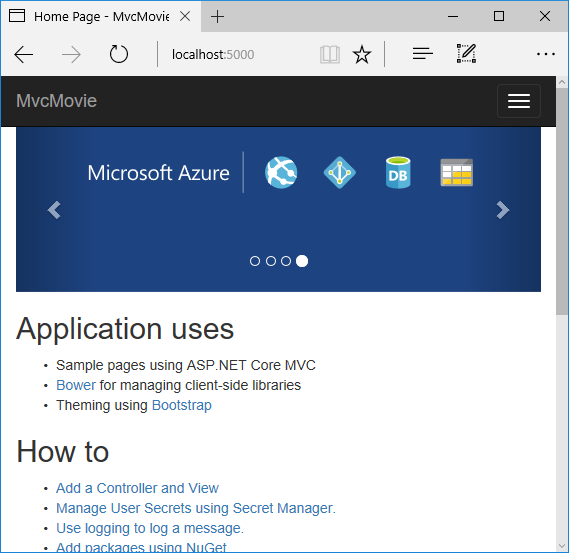 Home Page - MvcMovie
localhost:5000
MvcMovie
Microsoft Azure
DB
Application uses
• Sample pages using ASP.NET Core MVC
• Bower for managing client-side libraries
• Theming using Bootstrap
How to
• Add a Controller and View
• Manage User Secrets using Secret Manager.
• Use logging to log a message.
• Add packages using NuGet